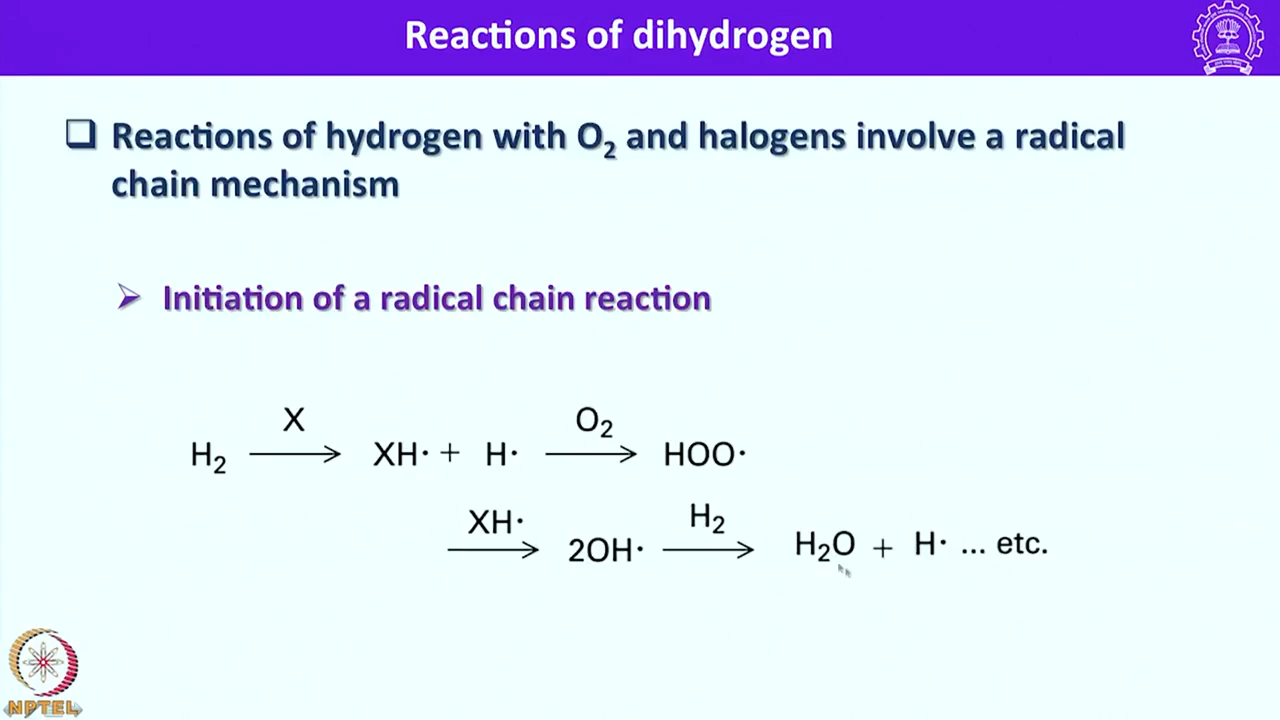 Reactions of dihydrogen
❑ Reactions of hydrogen with O₂ and halogens involve a radical
chain mechanism
➢ Initiation of a radical chain reaction
X O₂
H₂ ⟶ XH· + H· ⟶ HOO·
XH· H₂
⟶ 2OH· ⟶ H₂O + H· ... etc.
NPTEL